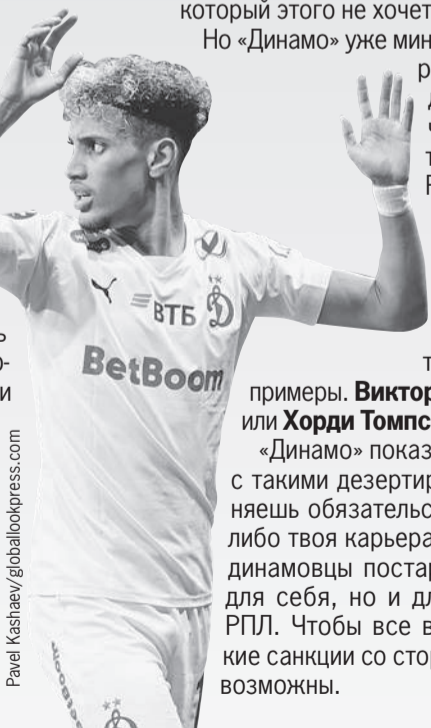 который этого не хочет
Но «Динамо» уже мин
р
ь
о-
и
т
примеры. Виктор
или Хорди Томпс
«Динамо» показ
с такими дезертир
няешь обязательс
либо твоя карьера
динамовцы постар
для себя, но и дл
РПЛ. Чтобы все в
кие санкции со стор
возможны.
ВТБ
BetBoom
BetBoom
Pavel Kashaev/globallookpress.com